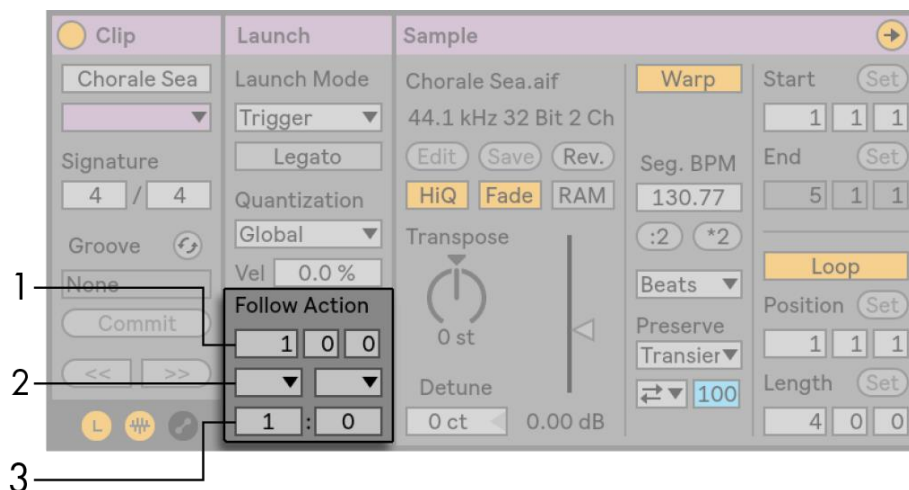 Clip
Chorale Sea
Signature
4 / 4
Groove
None
Commit
<< >>
L
Launch
Launch Mode
Trigger
Legato
Quantization
Global
Vel 0.0 %
Follow Action
1 0 0
1 : 0
Sample
Chorale Sea.aif
44.1 kHz 32 Bit 2 Ch
Edit Save Rev.
HiQ Fade RAM
Transpose
0 st
Detune
0 ct 0.00 dB
Warp
Seg. BPM
130.77
:2 *2
Beats
Preserve
Transier
100
Start Set
1 1 1
End Set
5 1 1
Loop
Position Set
1 1 1
Length Set
4 0 0
1
2
3